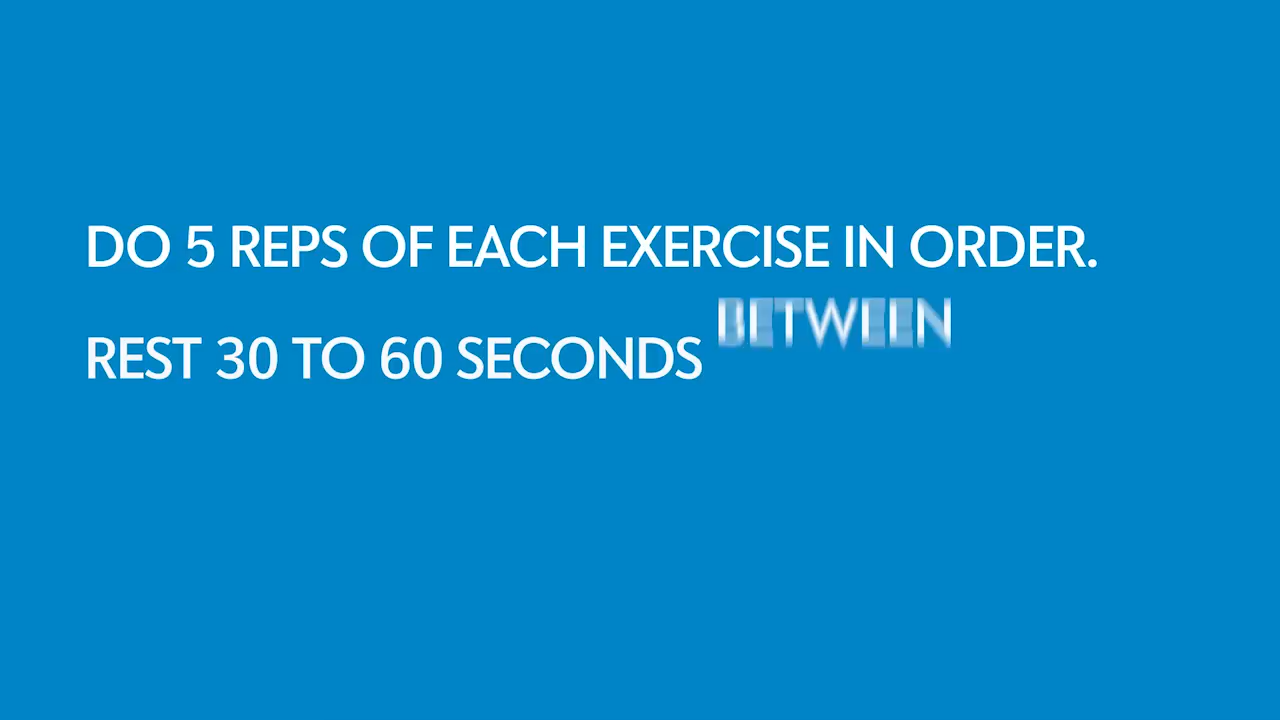 DO 5 REPS OF EACH EXERCISE IN ORDER.
REST 30 TO 60 SECONDS BETWEEN